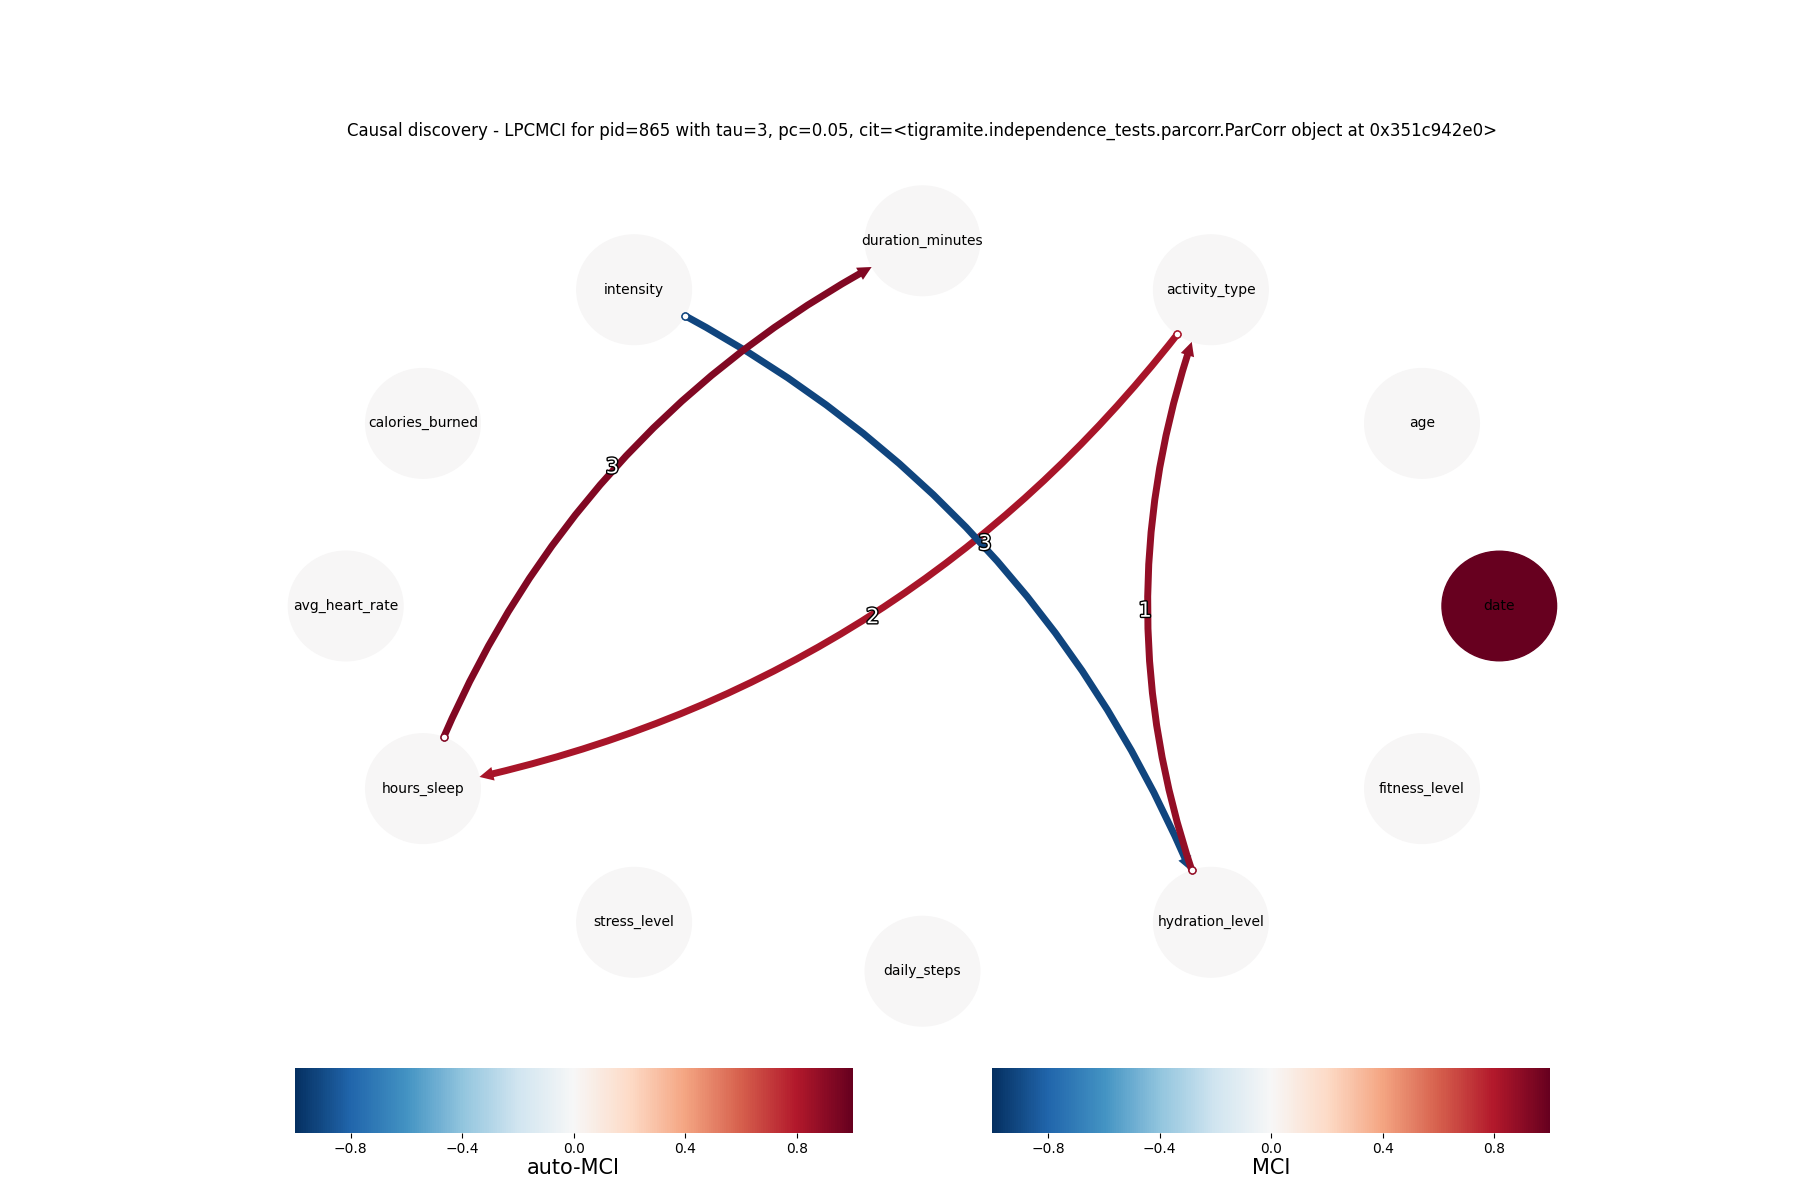 Causal discovery - LPCMCI for pid=865 with tau=3, pc=0.05, cit=<tigramite.independence_tests.parcorr.ParCorr object at 0x351c942e0>
duration_minutes
intensity
activity_type
calories_burned
age
3
3
avg_heart_rate
date
2
1
hours_sleep
fitness_level
stress_level
hydration_level
daily_steps
−0.8 −0.4 0.0 0.4 0.8
auto-MCI
−0.8 −0.4 0.0 0.4 0.8
MCI